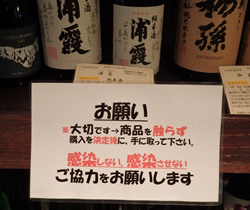 浦霞
浦霞
お願い
※大切です→商品を触らず
購入を決定後に、手に取って下さい。
感染しない、感染させない
ご協力をお願いします